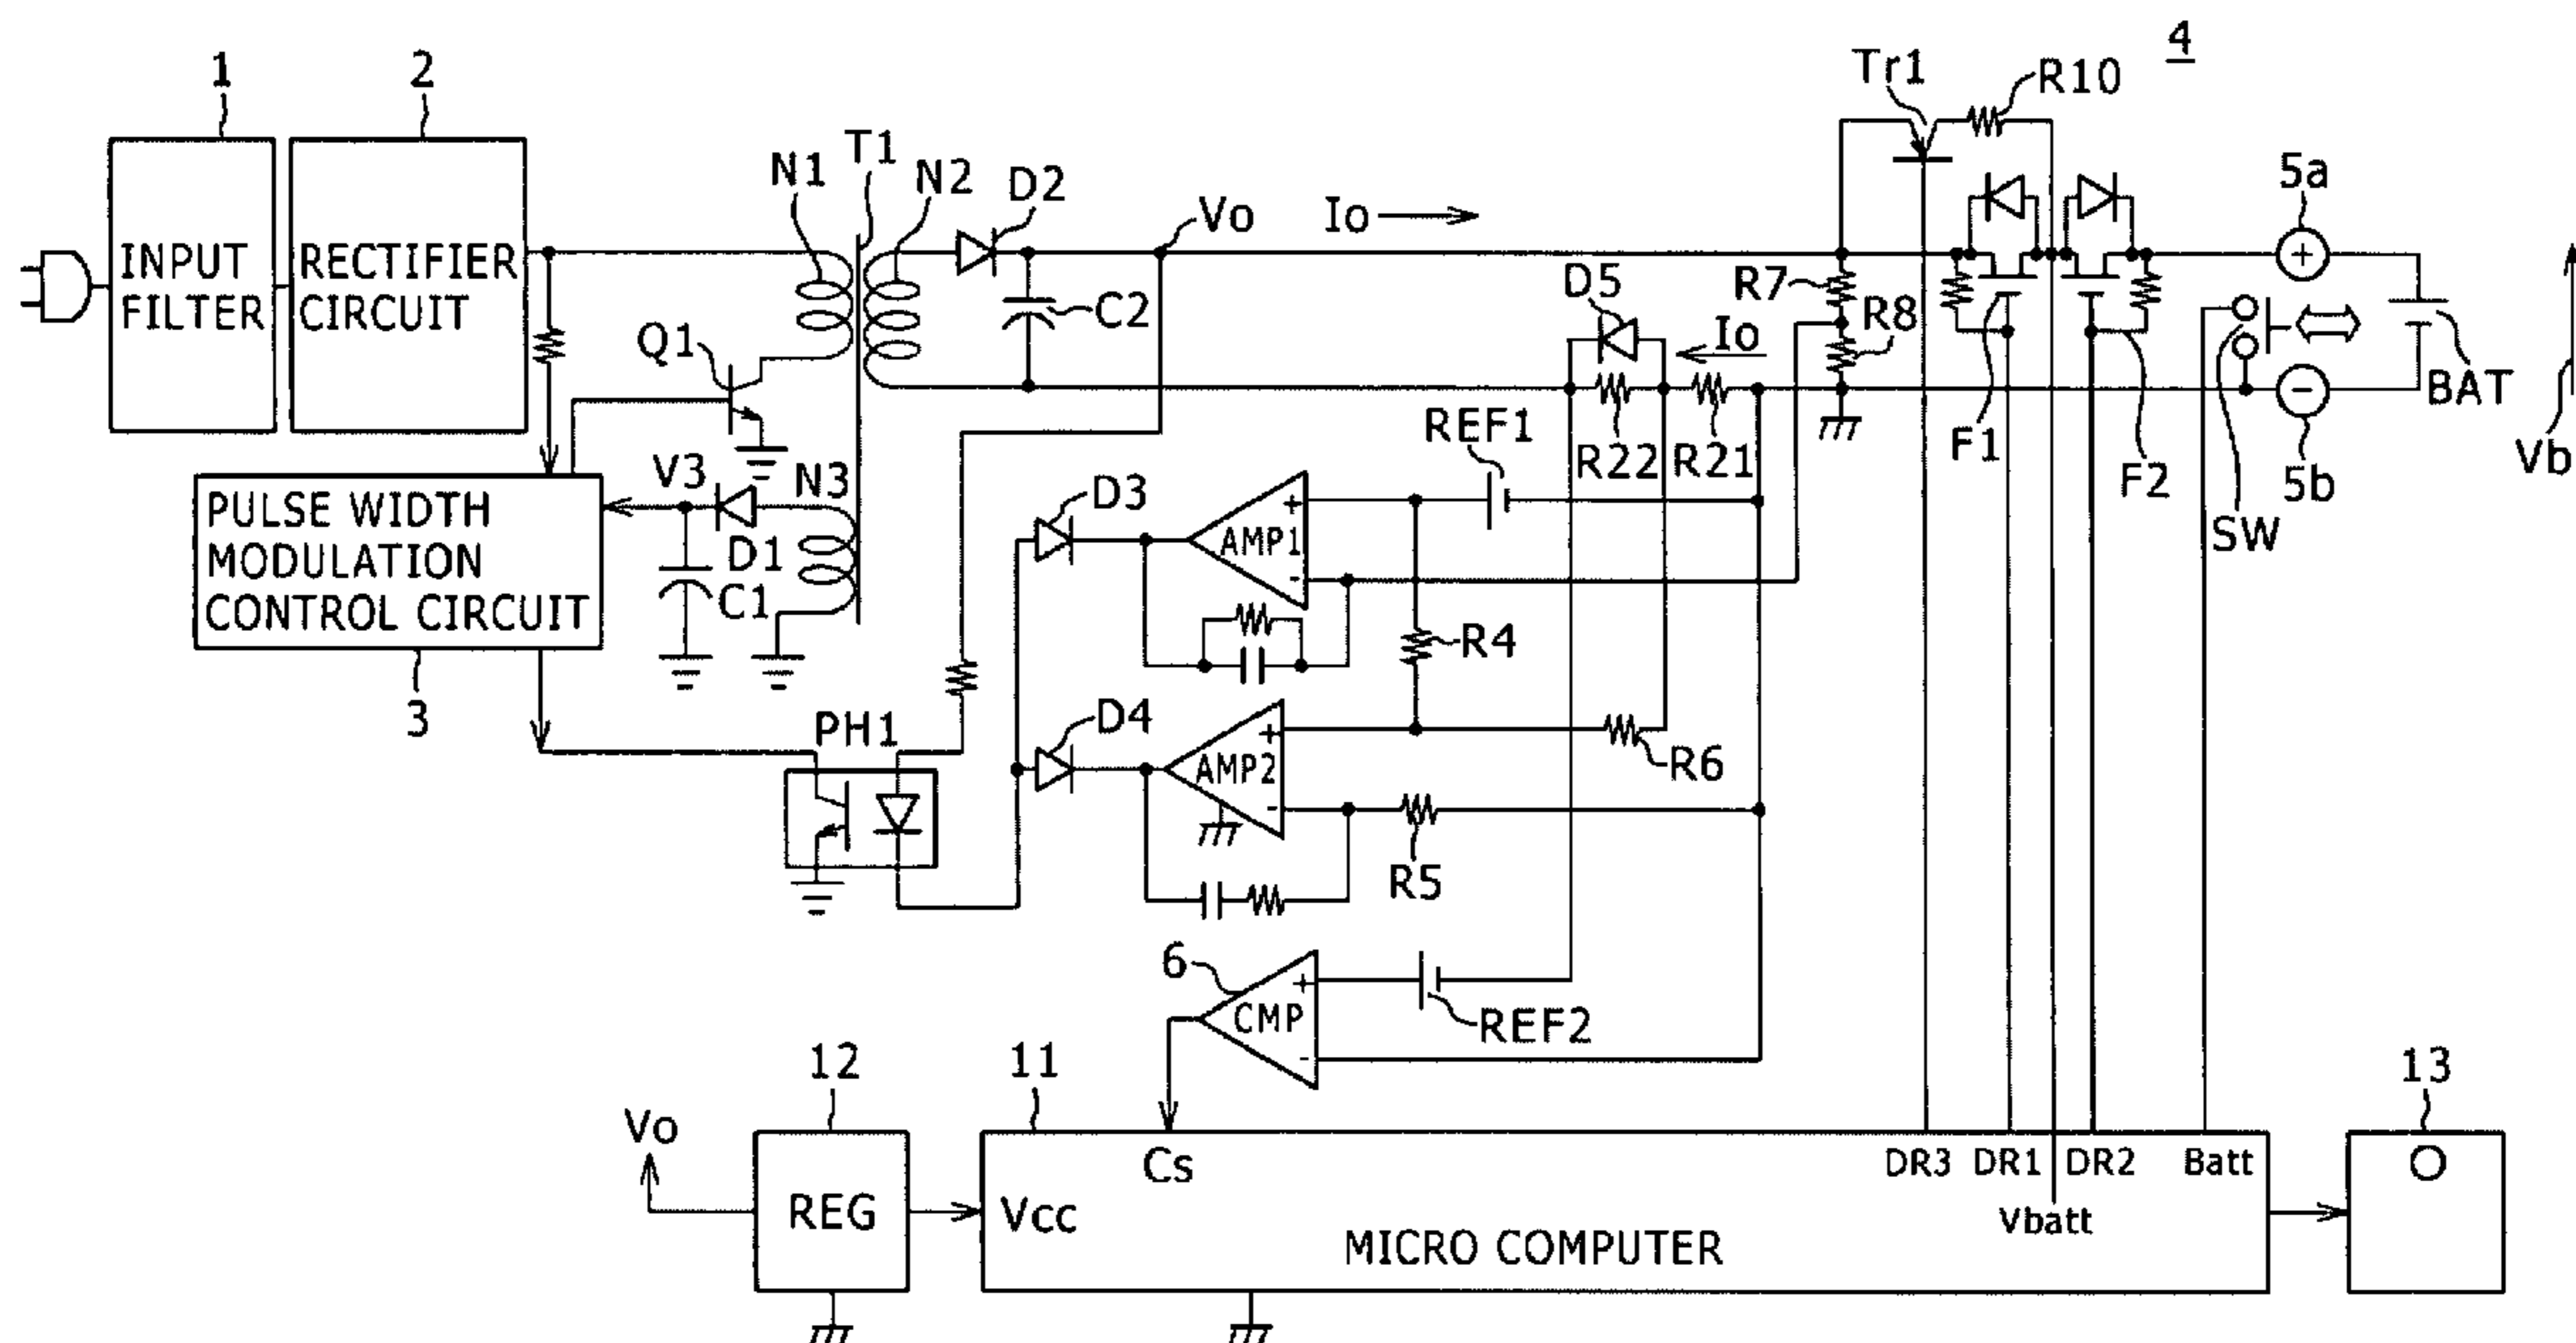 4
1
2
Tr1
R10
N1
T1
N2
D2
5a
Vo
Io
INPUT
FILTER
RECTIFIER
CIRCUIT
C2
D5
R7
R8
Io
Q1
BAT
REF1
R22
R21
F1
F2
Vb
5b
SW
V3
N3
D3
PULSE WIDTH
MODULATION
CONTROL CIRCUIT
D1
C1
+
AMP1
-
R4
3
PH1
D4
+
AMP2
-
R6
R5
6
+
CMP
-
REF2
12
11
13
Vo
REG
Cs
Vcc
DR3
DR1
DR2
Batt
Vbatt
MICRO COMPUTER